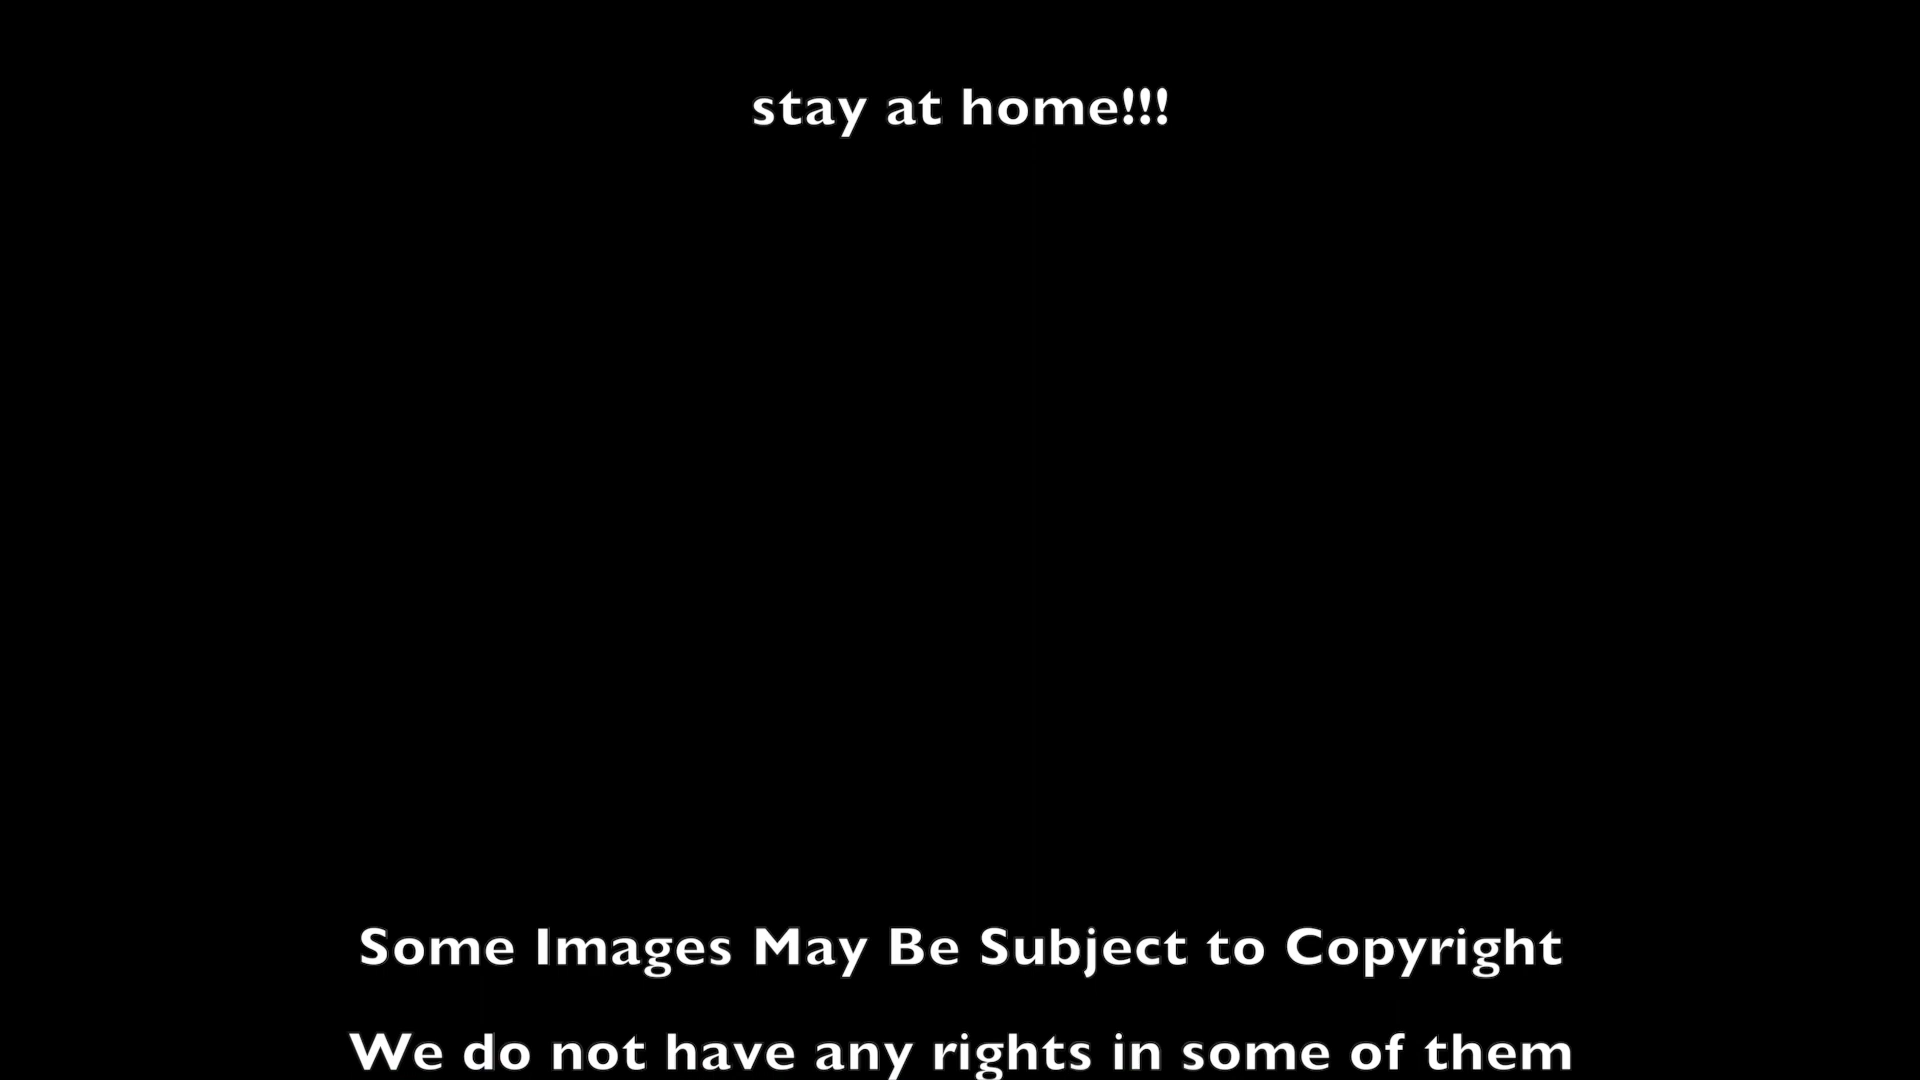 stay at home!!!
Some Images May Be Subject to Copyright
We do not have any rights in some of them